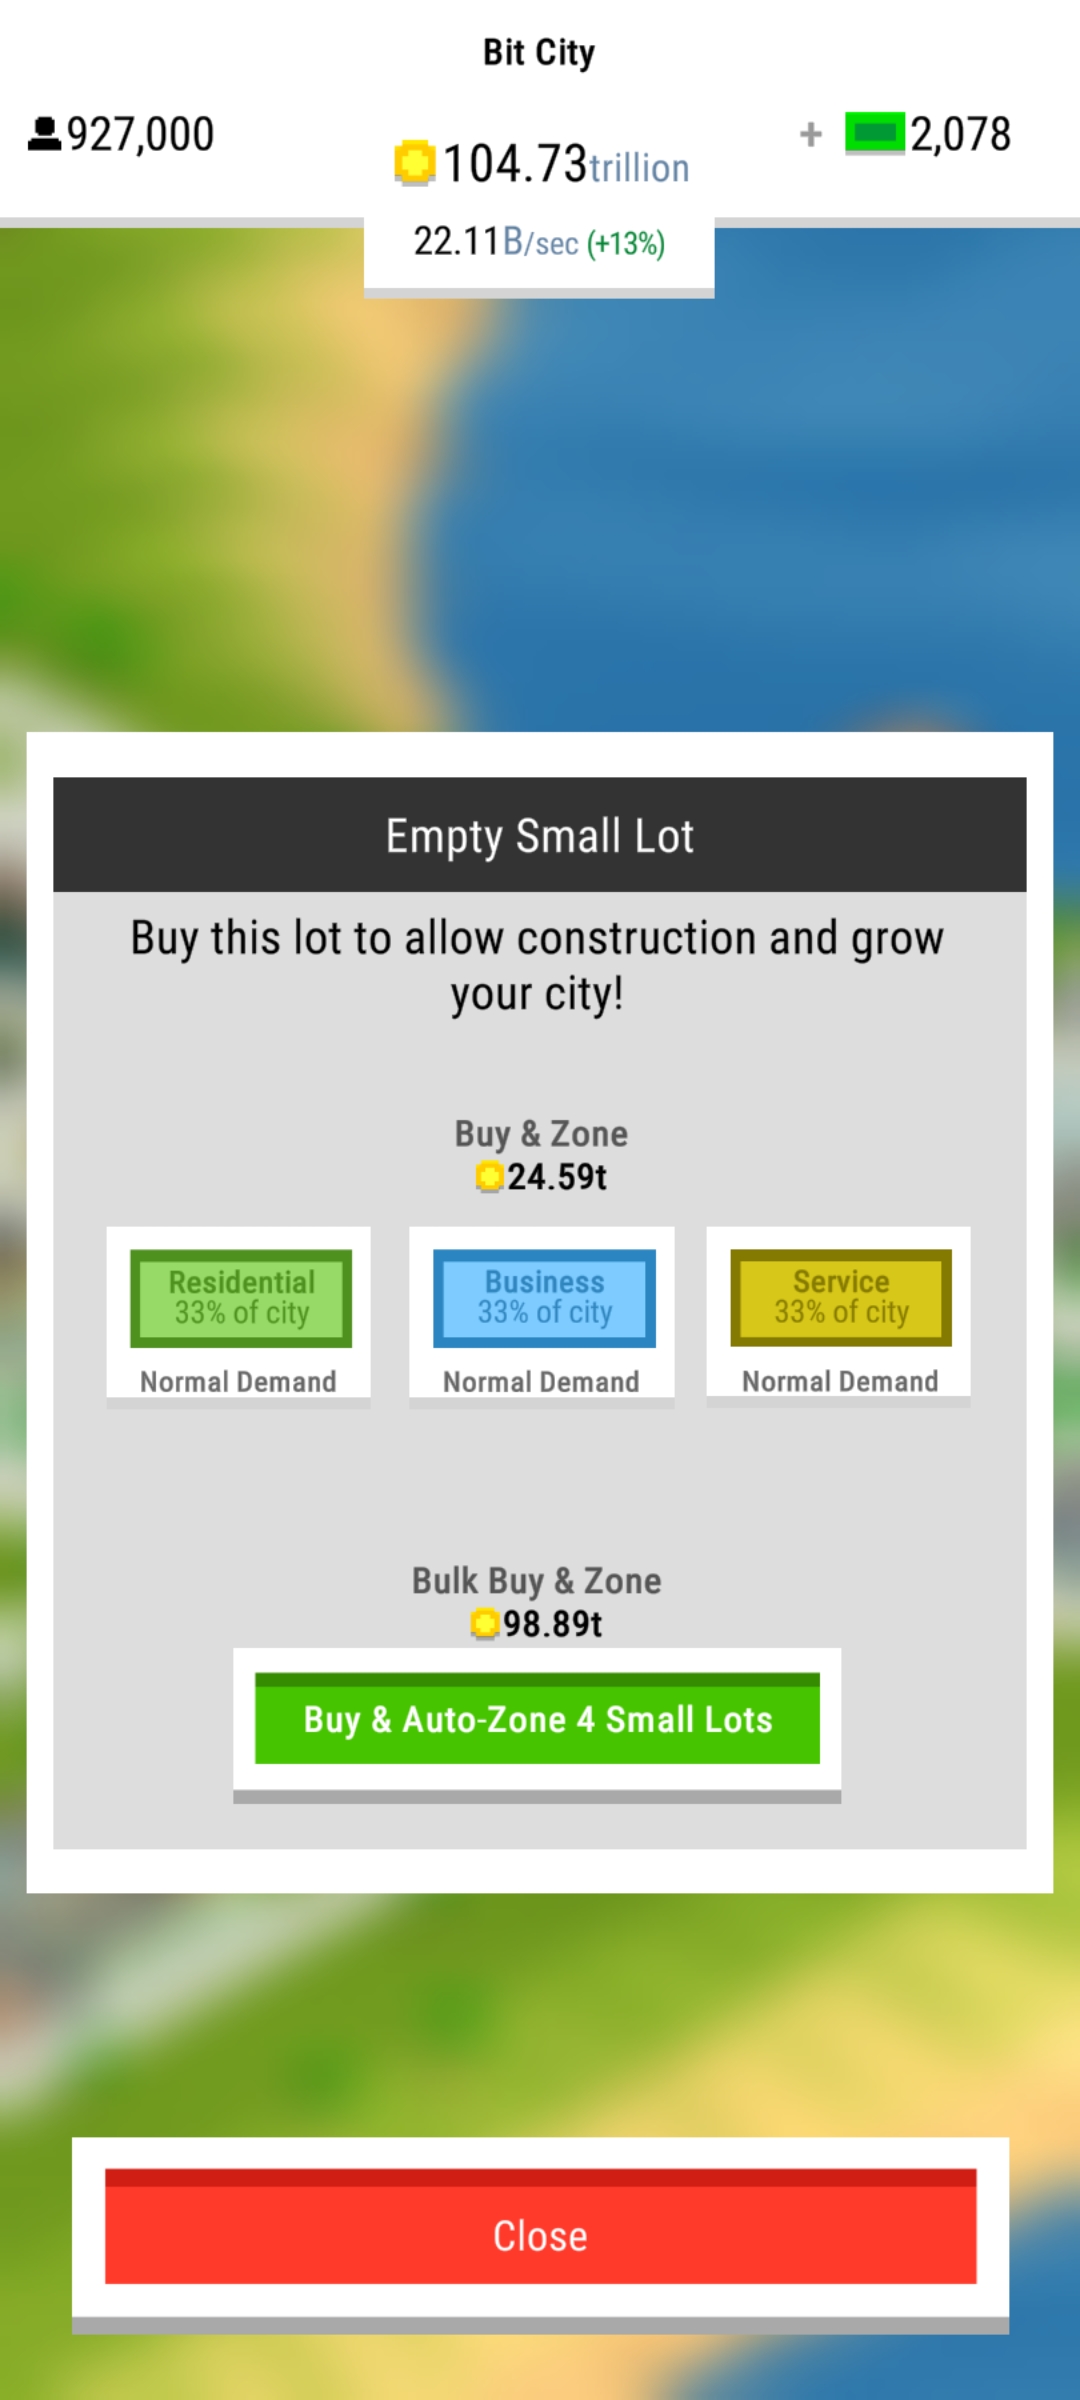 Bit City
927,000
104.73trillion
+ 2,078
22.11B/sec (+13%)
Empty Small Lot
Buy this lot to allow construction and grow
your city!
Buy & Zone
24.59t
Residential
33% of city
Normal Demand
Business
33% of city
Normal Demand
Service
33% of city
Normal Demand
Bulk Buy & Zone
98.89t
Buy & Auto-Zone 4 Small Lots
Close